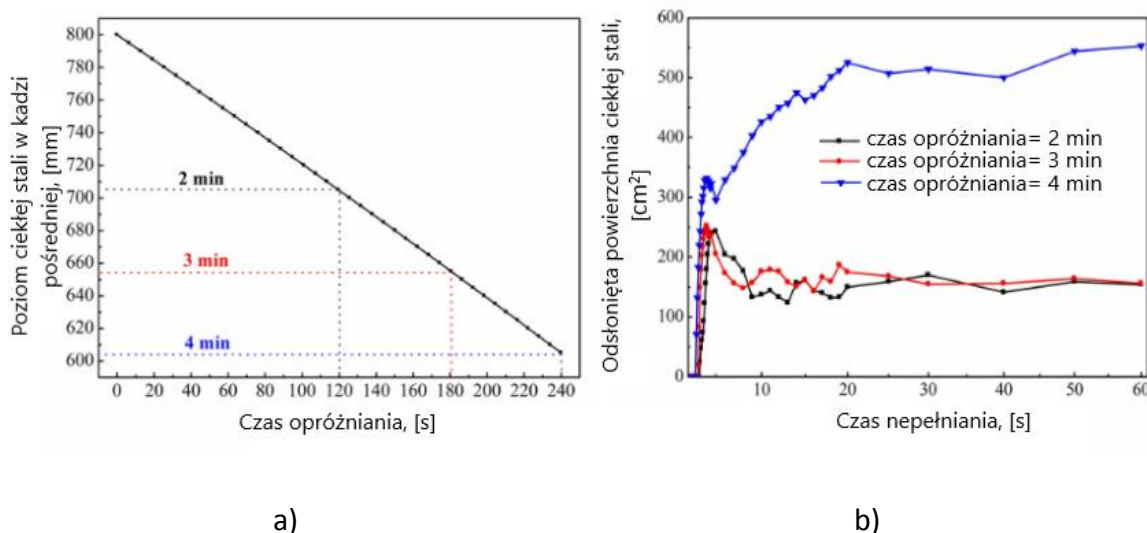 Poziom ciekłej stali w kadzi
pośredniej, [mm]
800
780
760
740
720
700
680
660
640
620
600
2 min
3 min
4 min
0 20 40 60 80 100 120 140 160 180 200 220 240
Czas opróżniania, [s]
a)
Odsłonięta powierzchnia ciekłej stali,
[cm²]
600
500
400
300
200
100
0
czas opróżniania= 2 min
czas opróżniania= 3 min
czas opróżniania= 4 min
10 20 30 40 50 60
Czas nepełniania, [s]
b)